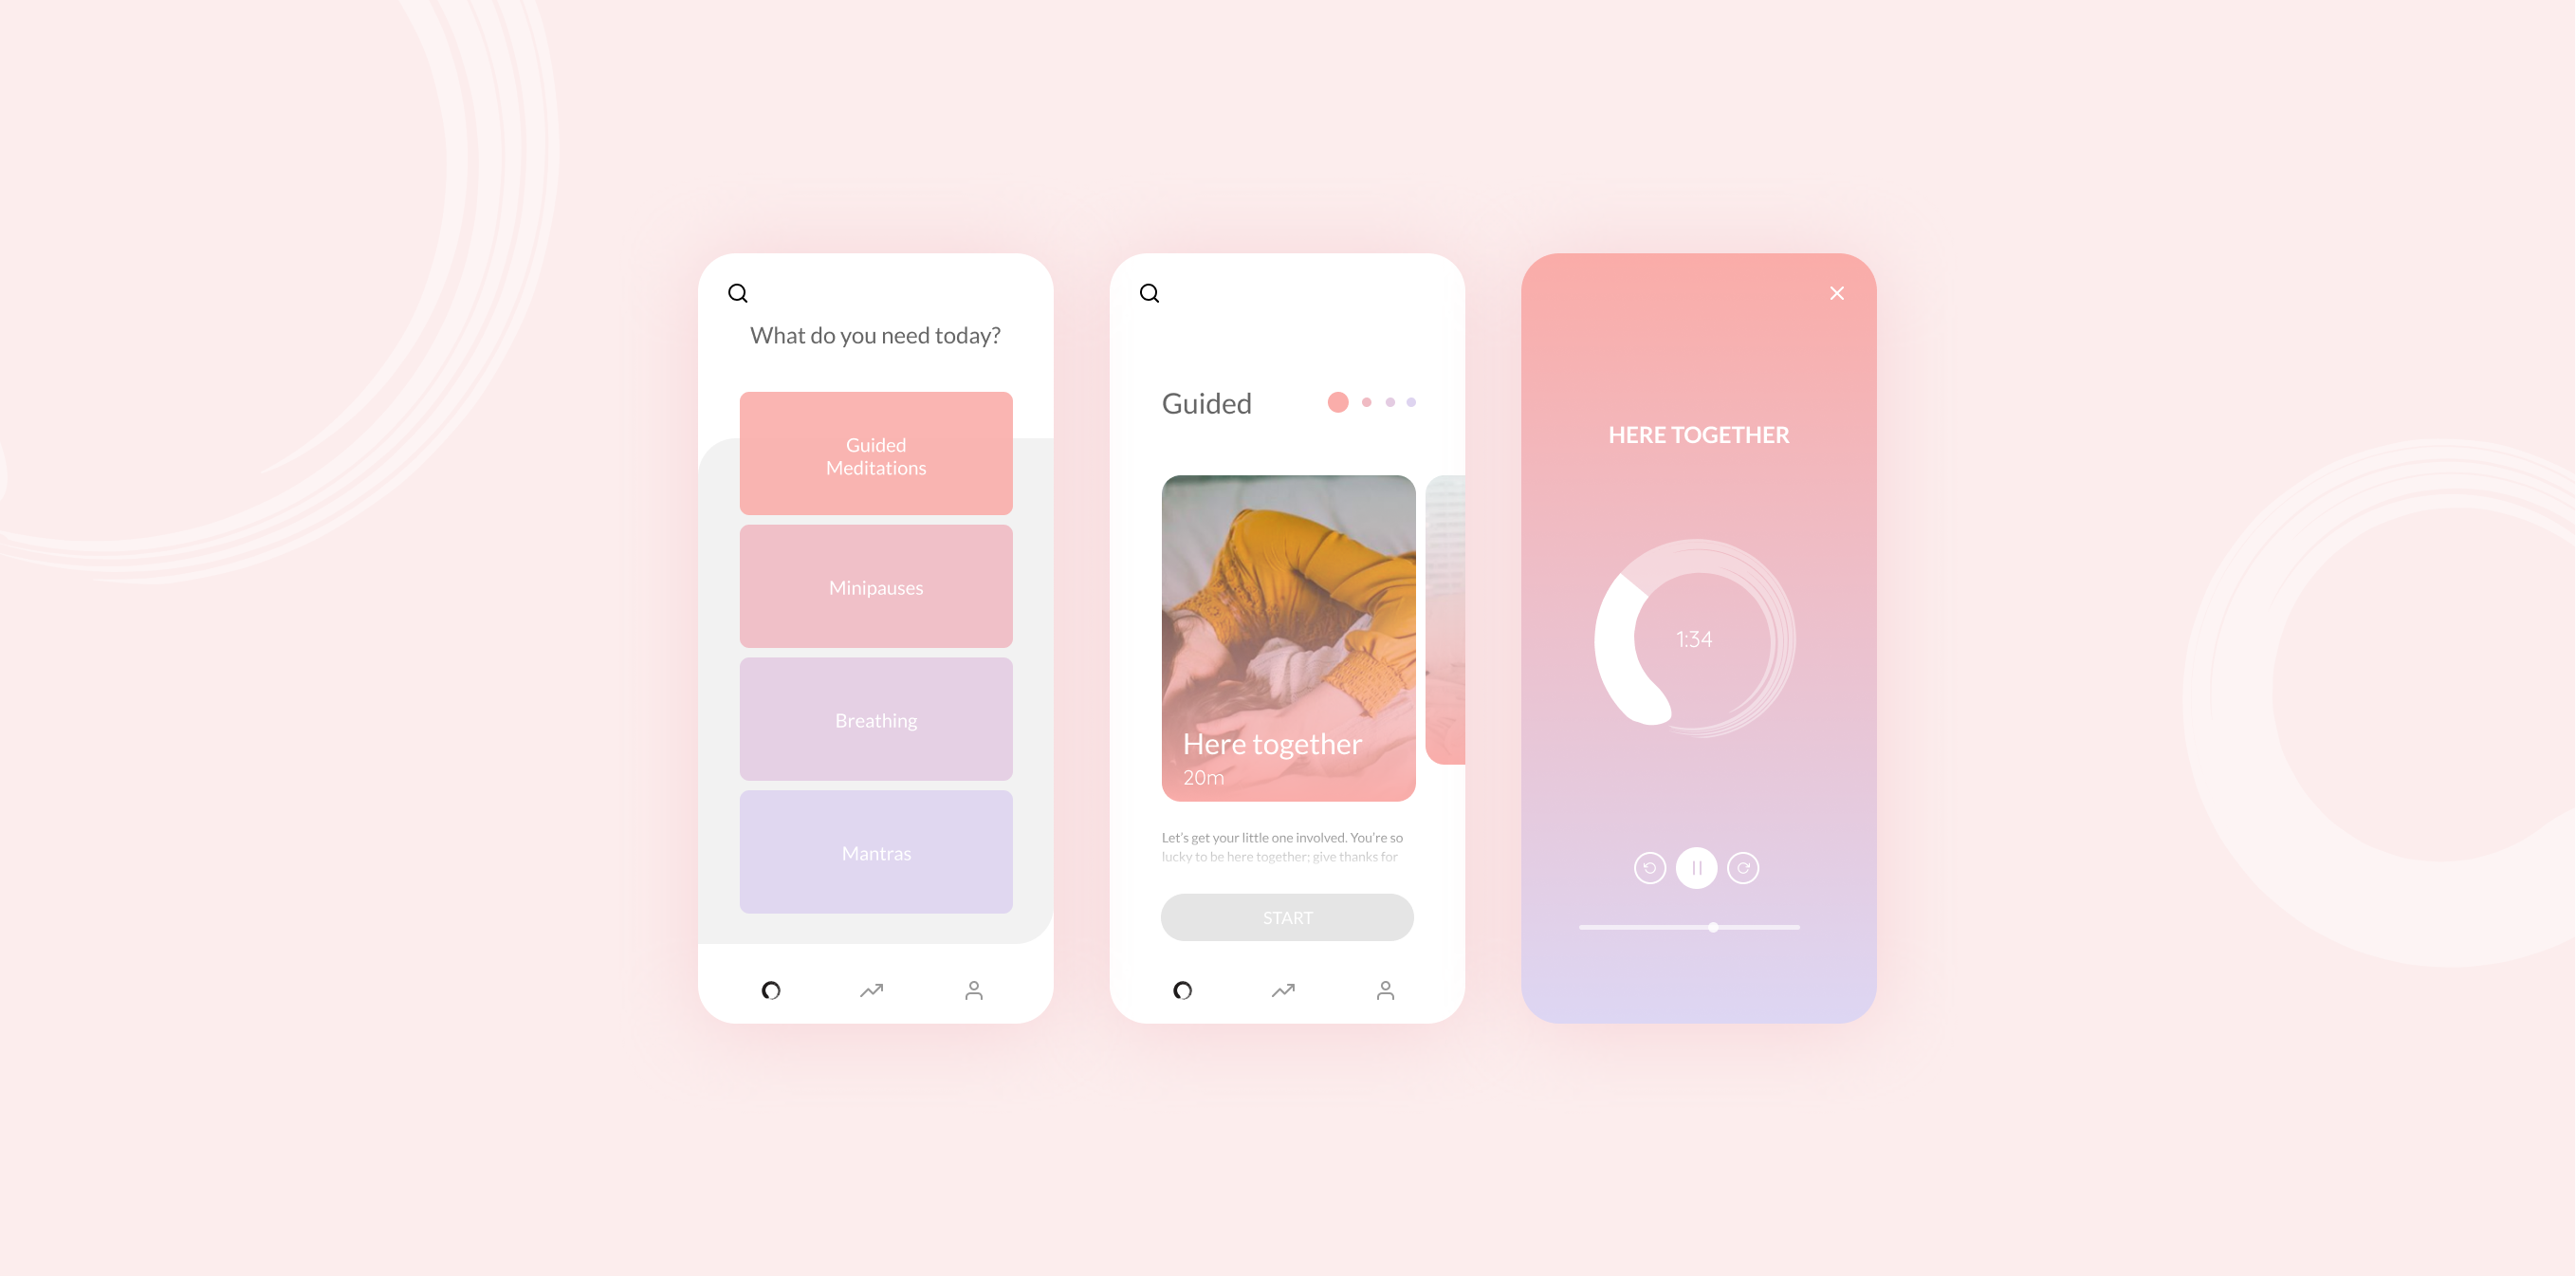 What do you need today?
Guided
Meditations
Minipauses
Breathing
Mantras
Guided
Here together
20m
Let's get your little one involved. You're so
lucky to be here together; give thanks for
START
HERE TOGETHER
1:34